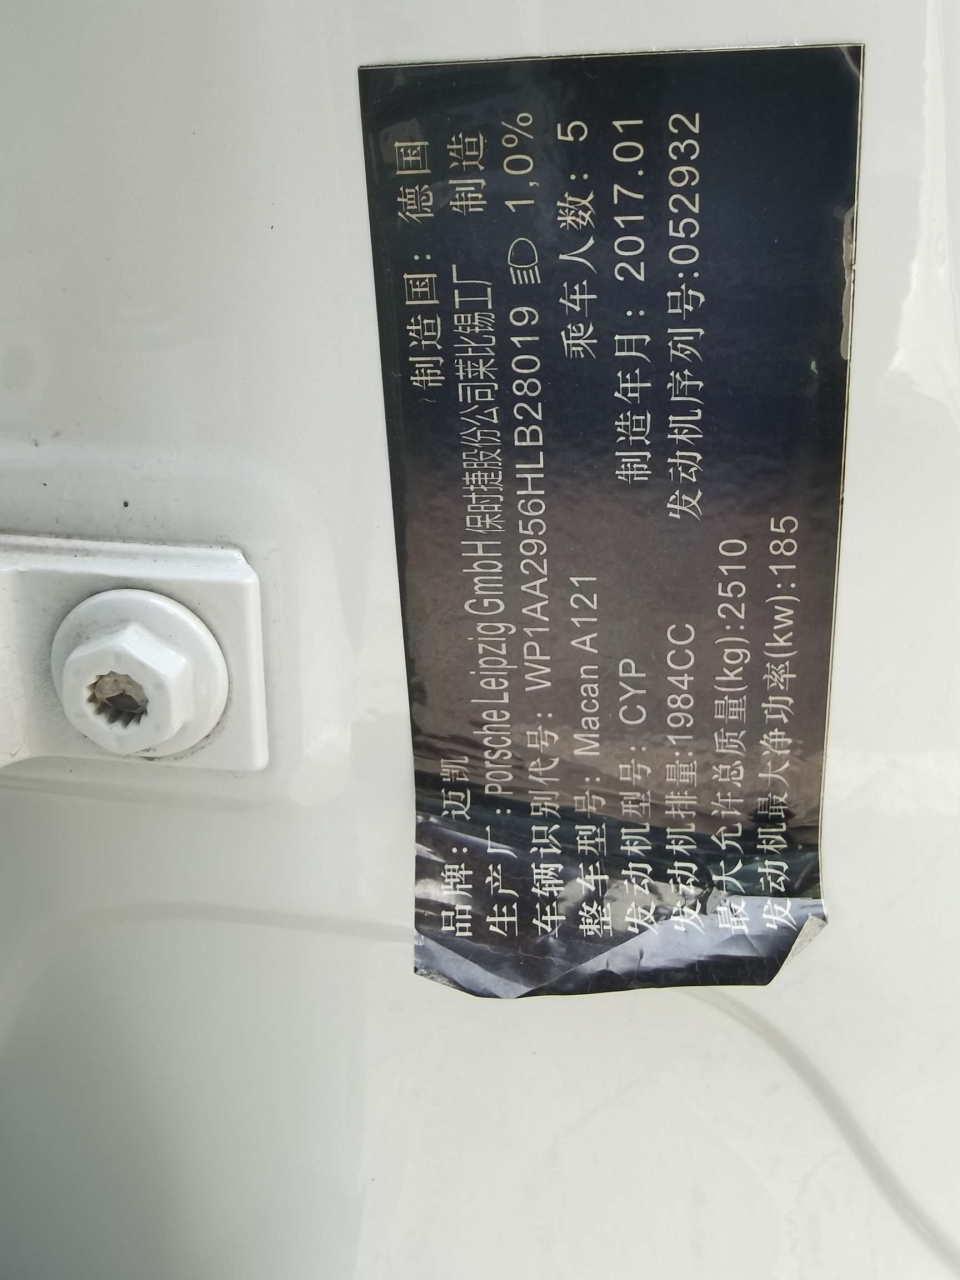 品牌：迈凯 制造国：德国
生产厂：Porsche Leipzig GmbH 保时捷股份公司莱比锡工厂 制造
车辆识别代号：WP1AA2956HLB28019 1,0%
整车型号：Macan A121 乘车人数：5
发动机型号：CYP 制造年月：2017.01
发动机排量:1984CC 发动机序列号:052932
最大允许总质量(kg):2510
发动机最大净功率(kw):185